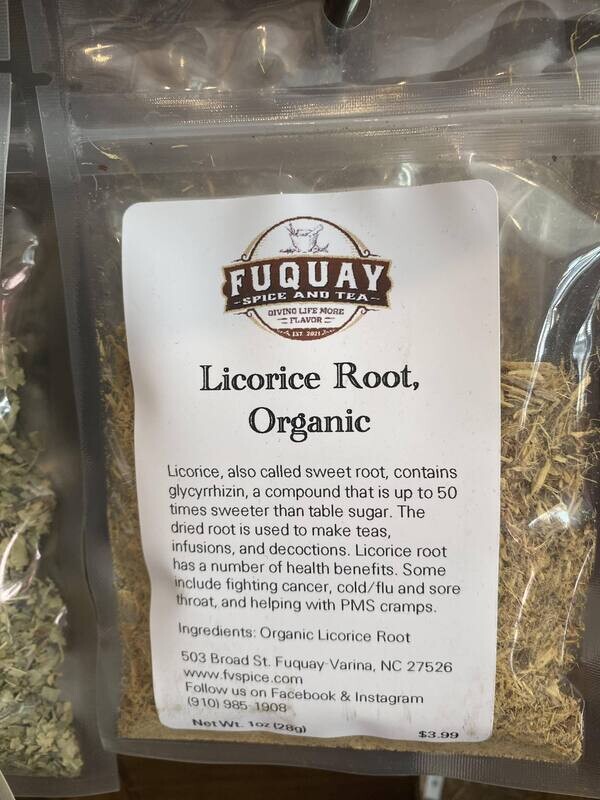 FUQUAY
SPICE AND TEA
GIVING LIFE MORE
FLAVOR
EST. 2021
Licorice Root,
Organic
Licorice, also called sweet root, contains
glycyrrhizin, a compound that is up to 50
times sweeter than table sugar. The
dried root is used to make teas,
infusions, and decoctions. Licorice root
has a number of health benefits. Some
include fighting cancer, cold/flu and sore
throat, and helping with PMS cramps.
Ingredients: Organic Licorice Root
503 Broad St. Fuquay-Varina, NC 27526
www.fvspice.com
Follow us on Facebook & Instagram
(910) 985-1908
Net Wt. 1oz (28g) $3.99